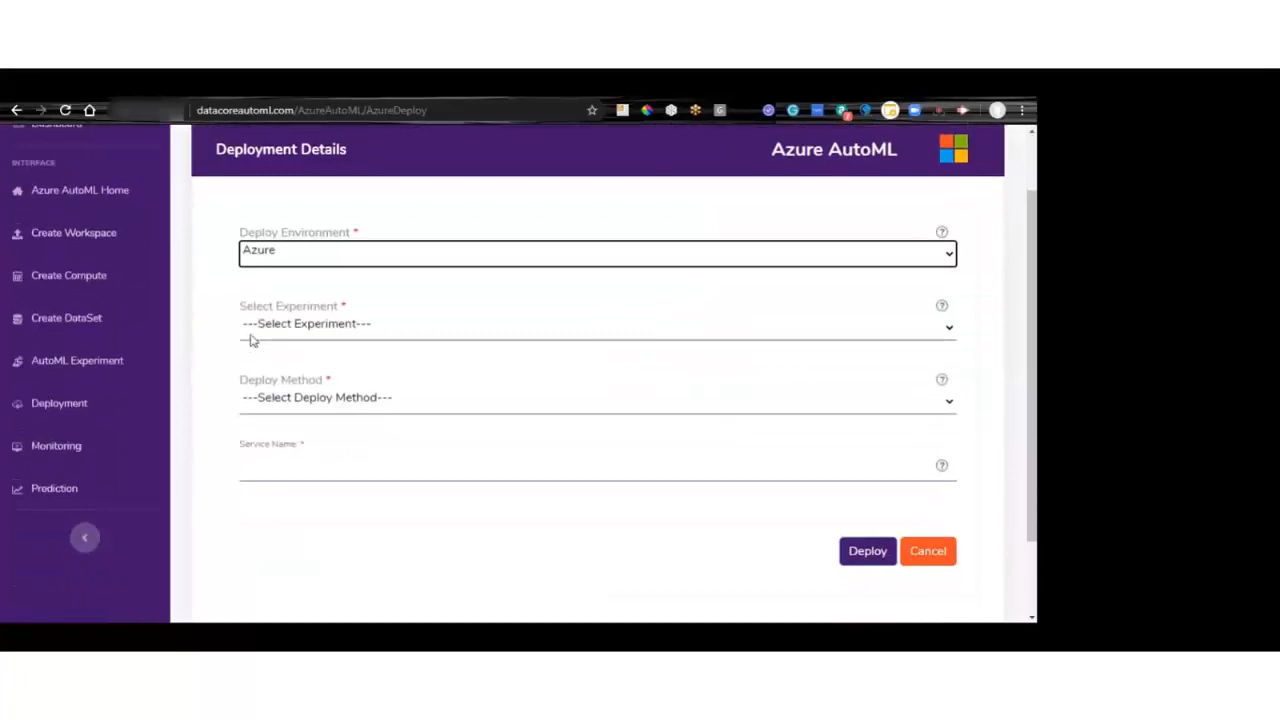 datacoreautoml.com/AzureAutoML/AzureDeploy
Dashboard
INTERFACE
Azure AutoML Home
Create Workspace
Create Compute
Create DataSet
AutoML Experiment
Deployment
Monitoring
Prediction
Deployment Details
Azure AutoML
Deploy Environment *
Azure
Select Experiment *
---Select Experiment---
Deploy Method *
---Select Deploy Method---
Service Name: *
Deploy
Cancel